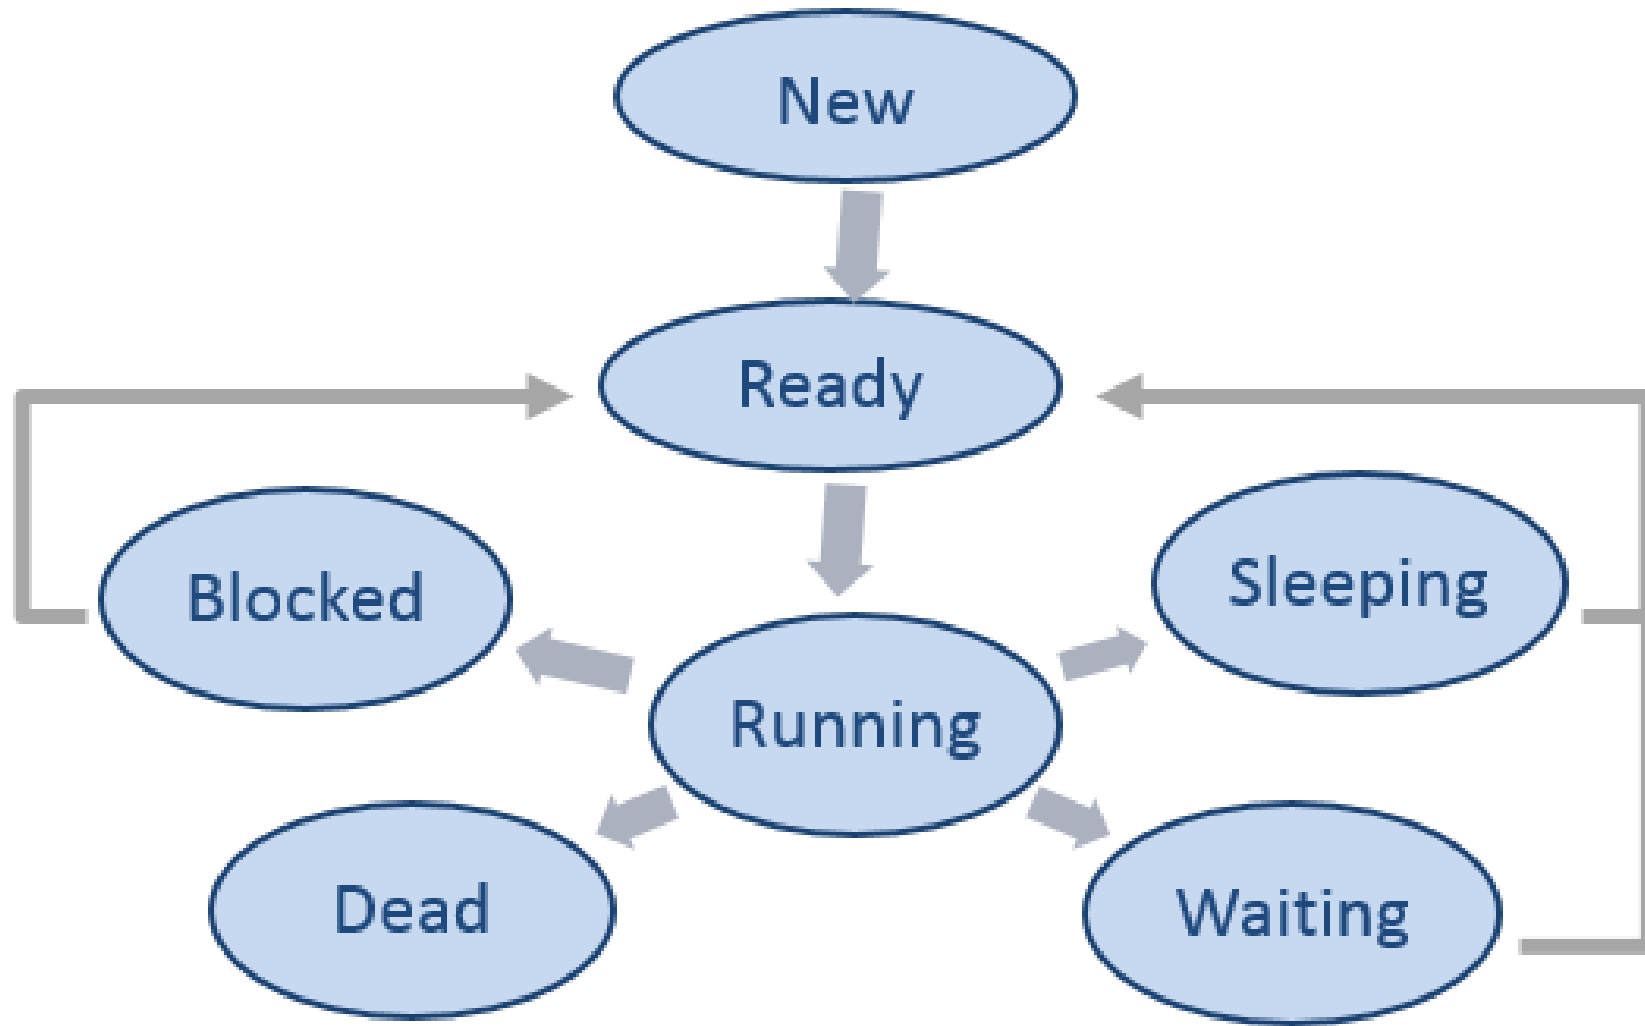 New
Ready
Blocked
Sleeping
Running
Dead
Waiting